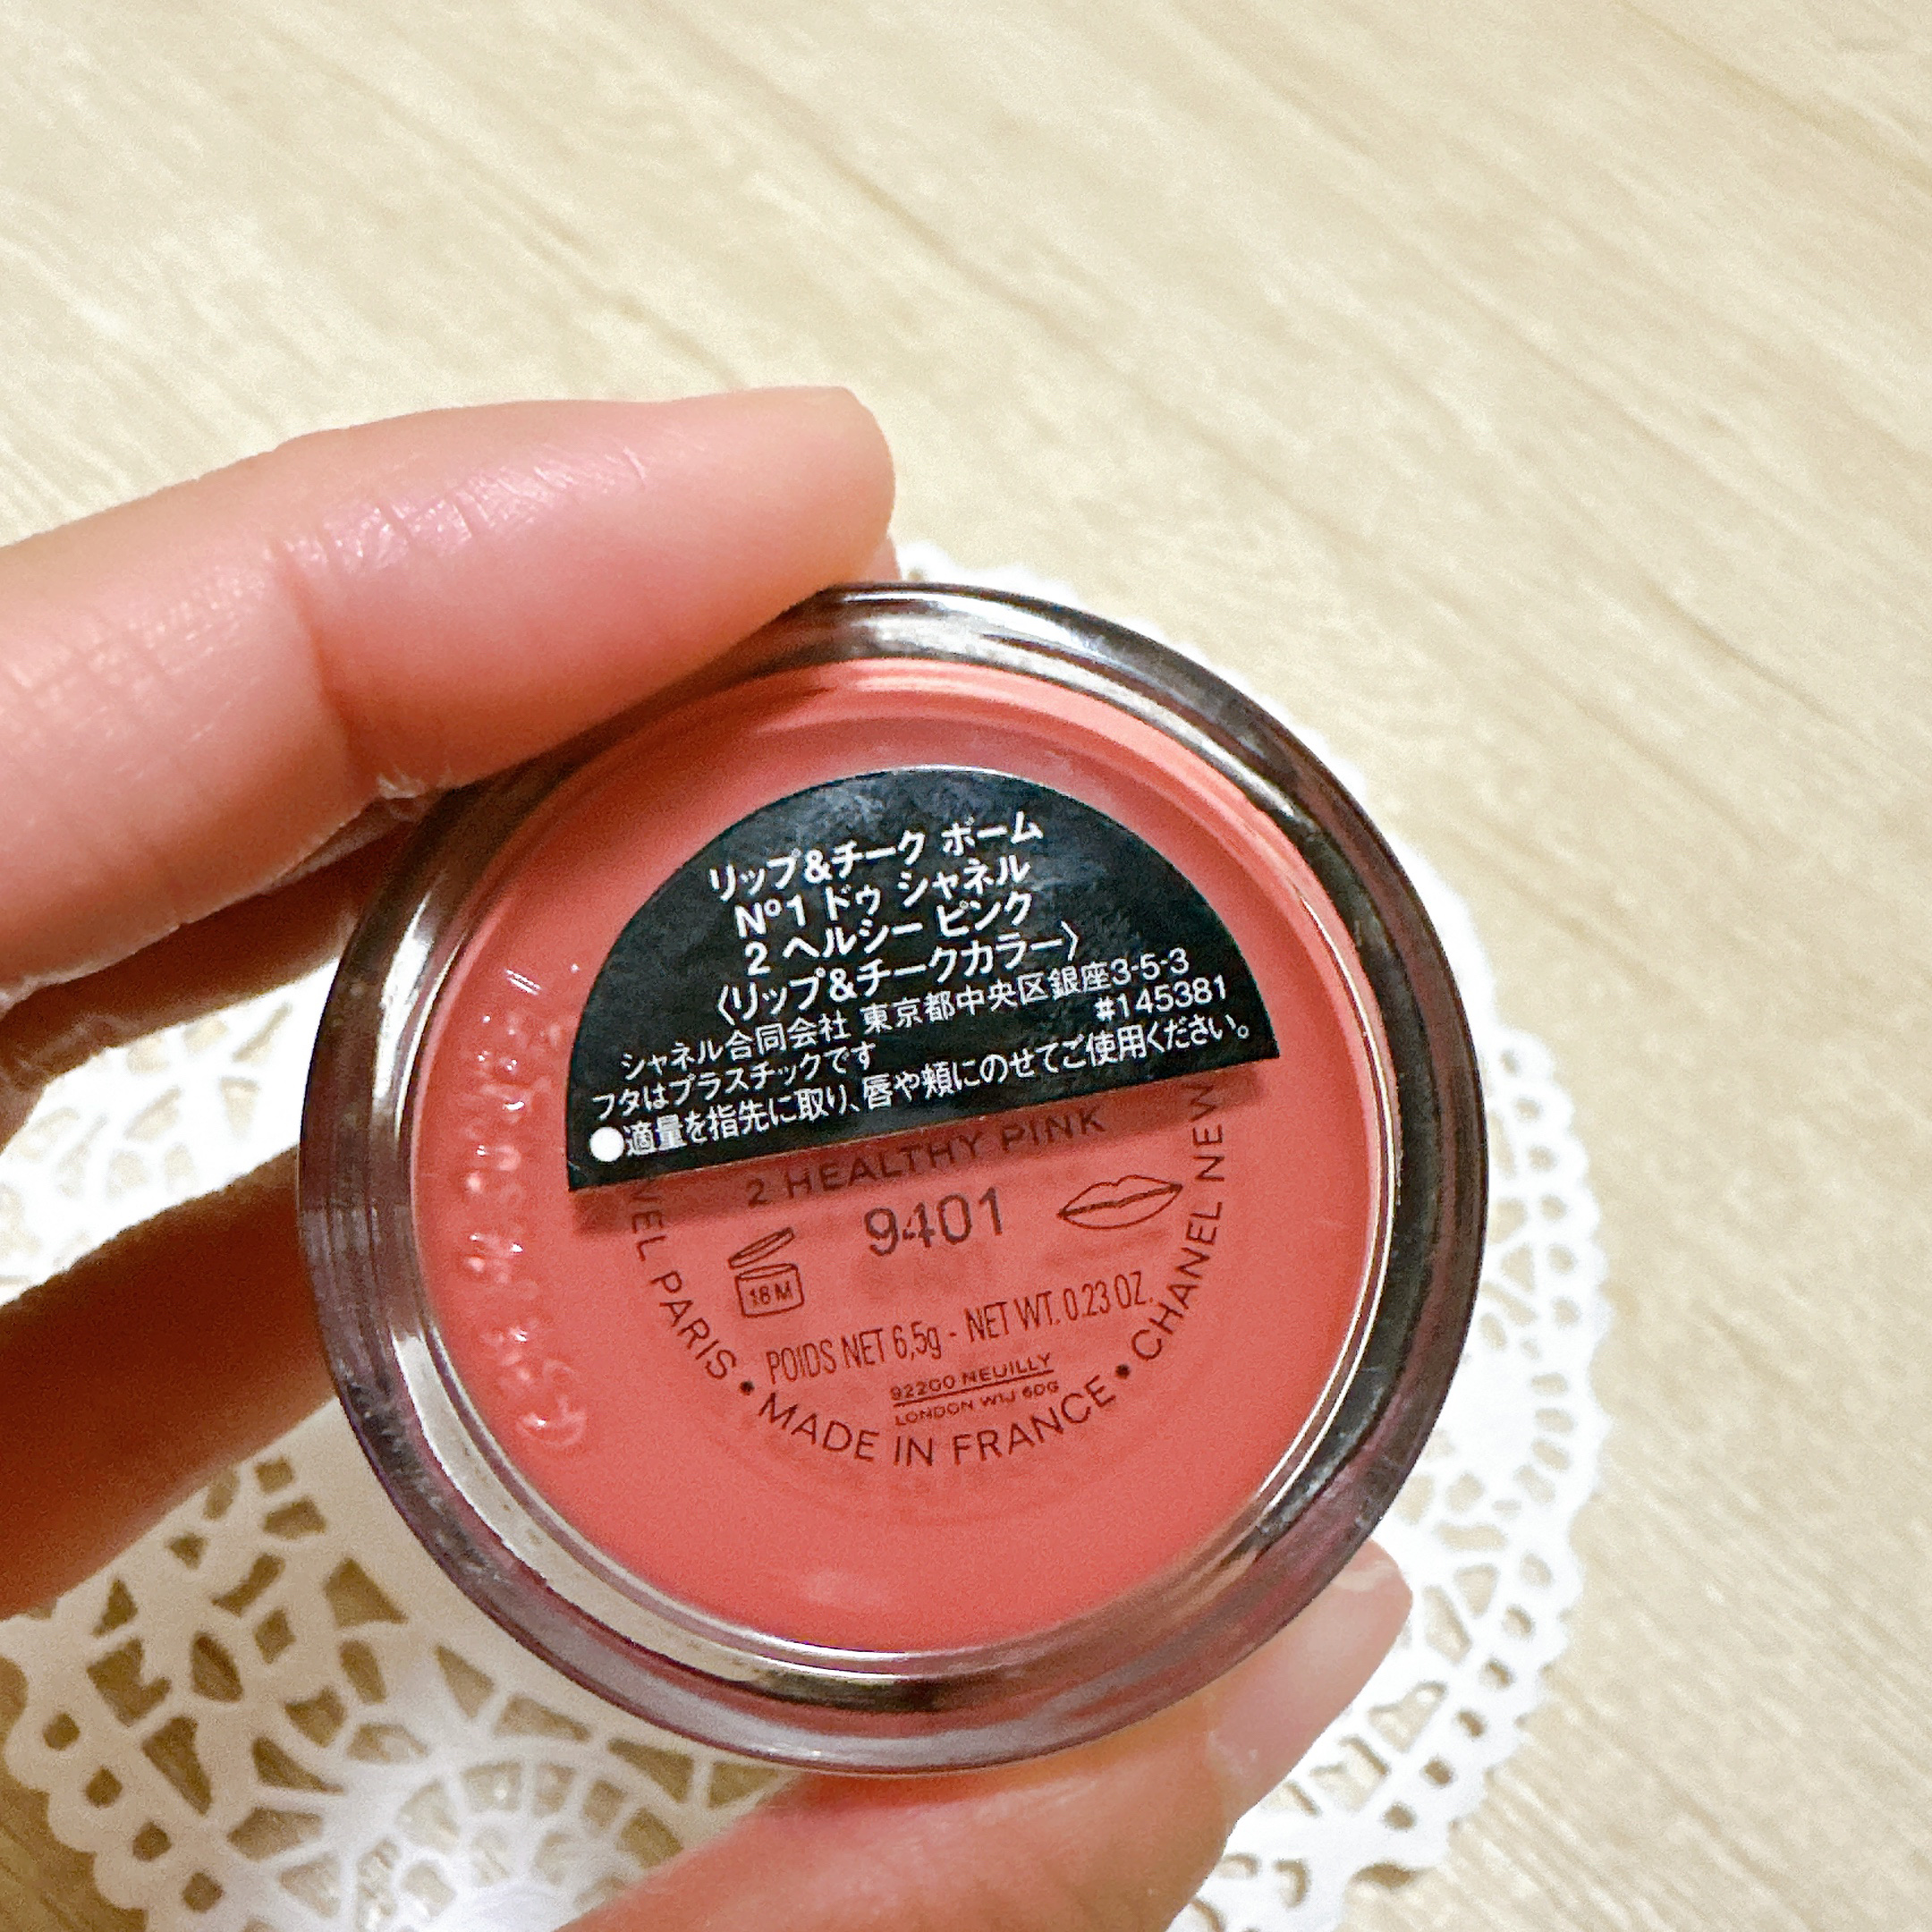 リップ&チーク ボーム
N°1 ドゥ シャネル
2 ヘルシー ピンク
〈リップ&チークカラー〉
シャネル合同会社 東京都中央区銀座3-5-3
フタはプラスチックです #145381
●適量を指先に取り、唇や頬にのせてご使用ください。
2 HEALTHY PINK
9401
18M
POIDS NET 6,5g - NET WT. 0.23 OZ.
92200 NEUILLY
LONDON W1J 6DG
PARIS • MADE IN FRANCE • CHANEL NEW